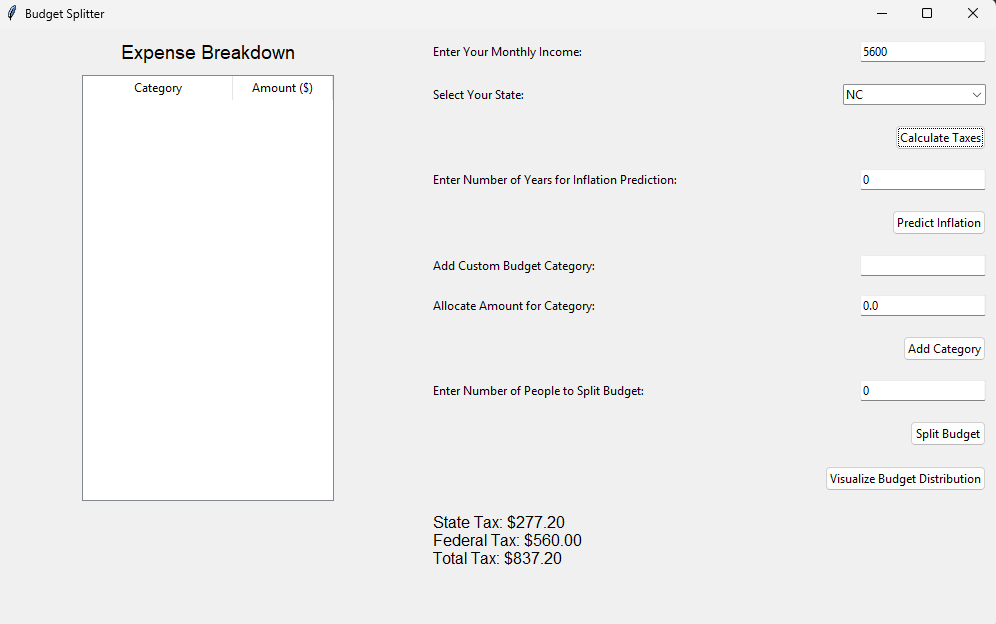 Budget Splitter
Expense Breakdown
Category Amount ($)
Enter Your Monthly Income: 5600
Select Your State: NC
Calculate Taxes
Enter Number of Years for Inflation Prediction: 0
Predict Inflation
Add Custom Budget Category:
Allocate Amount for Category: 0.0
Add Category
Enter Number of People to Split Budget: 0
Split Budget
Visualize Budget Distribution
State Tax: $277.20
Federal Tax: $560.00
Total Tax: $837.20